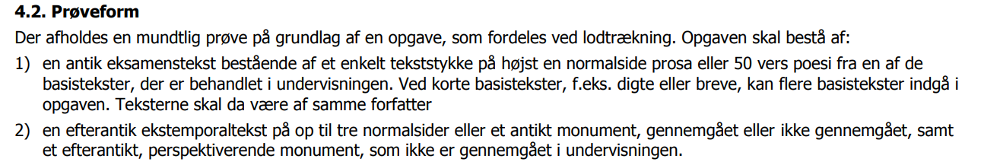 4.2. Prøveform
Der afholdes en mundtlig prøve på grundlag af en opgave, som fordeles ved lodtrækning. Opgaven skal bestå af:
1) en antik eksamenstekst bestående af et enkelt tekststykke på højst en normalside prosa eller 50 vers poesi fra en af de
basistekster, der er behandlet i undervisningen. Ved korte basistekster, f.eks. digte eller breve, kan flere basistekster indgå i
opgaven. Teksterne skal da være af samme forfatter
2) en efterantik ekstemporaltekst på op til tre normalsider eller et antikt monument, gennemgået eller ikke gennemgået, samt
et efterantikt, perspektiverende monument, som ikke er gennemgået i undervisningen.